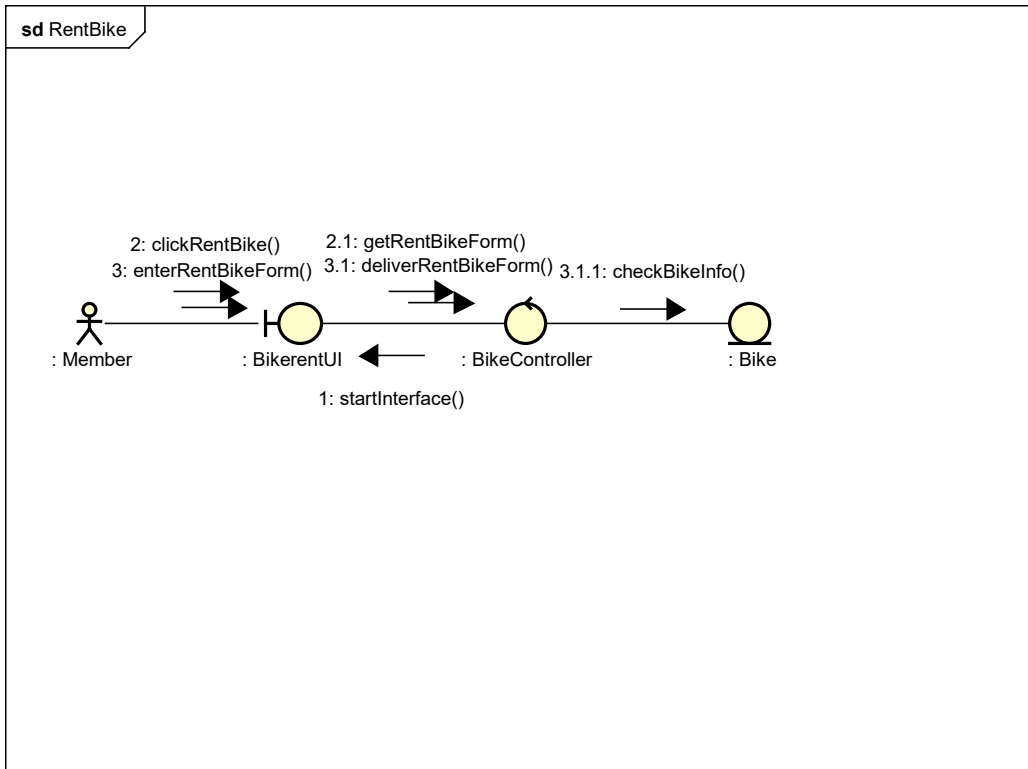 sd RentBike
2: clickRentBike()
3: enterRentBikeForm()
2.1: getRentBikeForm()
3.1: deliverRentBikeForm()
3.1.1: checkBikeInfo()
: Member
: BikerentUI
: BikeController
: Bike
1: startInterface()